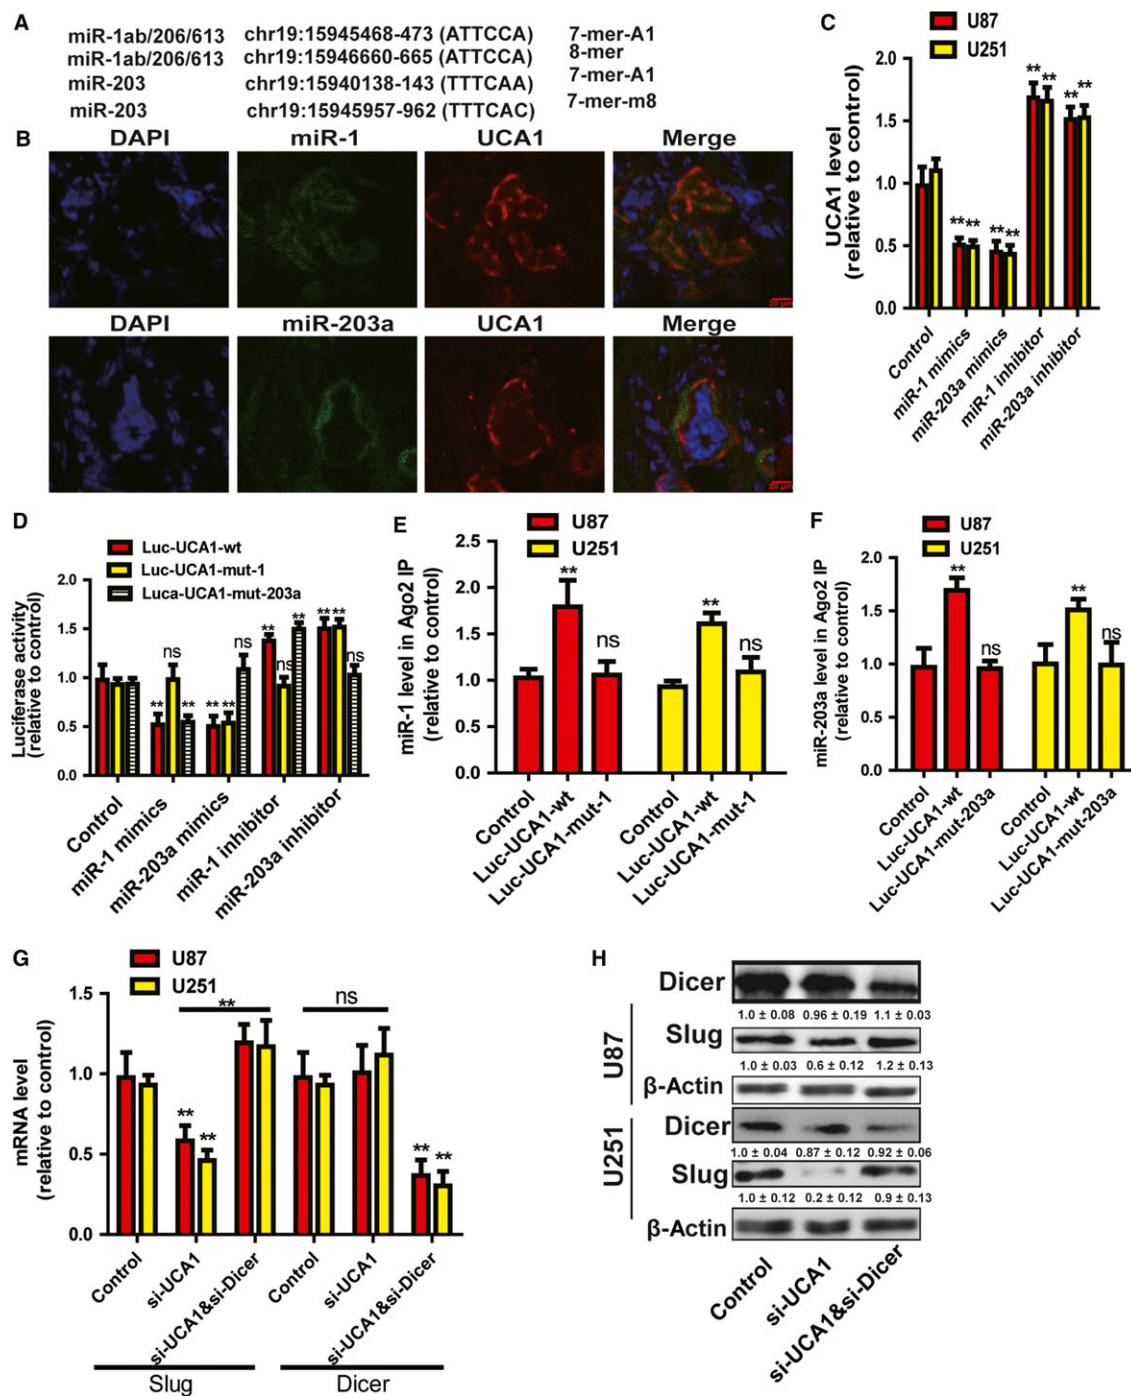 A
miR-1ab/206/613 chr19:15945468-473 (ATTCCA) 7-mer-A1
miR-1ab/206/613 chr19:15946660-665 (ATTCCA) 8-mer
miR-203 chr19:15940138-143 (TTTCAA) 7-mer-A1
miR-203 chr19:15945957-962 (TTTCAC) 7-mer-m8
B
DAPI miR-1 UCA1 Merge
20 µm
DAPI miR-203a UCA1 Merge
20 µm
C
U87
U251
UCA1 level
(relative to control)
2.0
1.5
1.0
0.5
0.0
** ** ** ** ** ** ** **
Control
miR-1 mimics
miR-203a mimics
miR-1 inhibitor
miR-203a inhibitor
D
Luc-UCA1-wt
Luc-UCA1-mut-1
Luca-UCA1-mut-203a
Luciferase activity
(relative to control)
2.0
1.5
1.0
0.5
0.0
** ns ** ** ** ns ** ns ** ** ** ns
Control
miR-1 mimics
miR-203a mimics
miR-1 inhibitor
miR-203a inhibitor
E
U87
U251
miR-1 level in Ago2 IP
(relative to control)
2.5
2.0
1.5
1.0
0.5
0.0
** ns ** ns
Control
Luc-UCA1-wt
Luc-UCA1-mut-1
Control
Luc-UCA1-wt
Luc-UCA1-mut-1
F
U87
U251
miR-203a level in Ago2 IP
(relative to control)
2.0
1.5
1.0
0.5
0.0
** ns ** ns
Control
Luc-UCA1-wt
Luc-UCA1-mut-203a
Control
Luc-UCA1-wt
Luc-UCA1-mut-203a
G
U87
U251
mRNA level
(relative to control)
1.5
1.0
0.5
0.0
** ns
** ** ** **
Control
si-UCA1
si-UCA1&si-Dicer
Control
si-UCA1
si-UCA1&si-Dicer
Slug Dicer
H
U87
Dicer
1.0 ± 0.08 0.96 ± 0.19 1.1 ± 0.03
Slug
1.0 ± 0.03 0.6 ± 0.12 1.2 ± 0.13
β-Actin
U251
Dicer
1.0 ± 0.04 0.87 ± 0.12 0.92 ± 0.06
Slug
1.0 ± 0.12 0.2 ± 0.12 0.9 ± 0.13
β-Actin
Control
si-UCA1
si-UCA1&si-Dicer